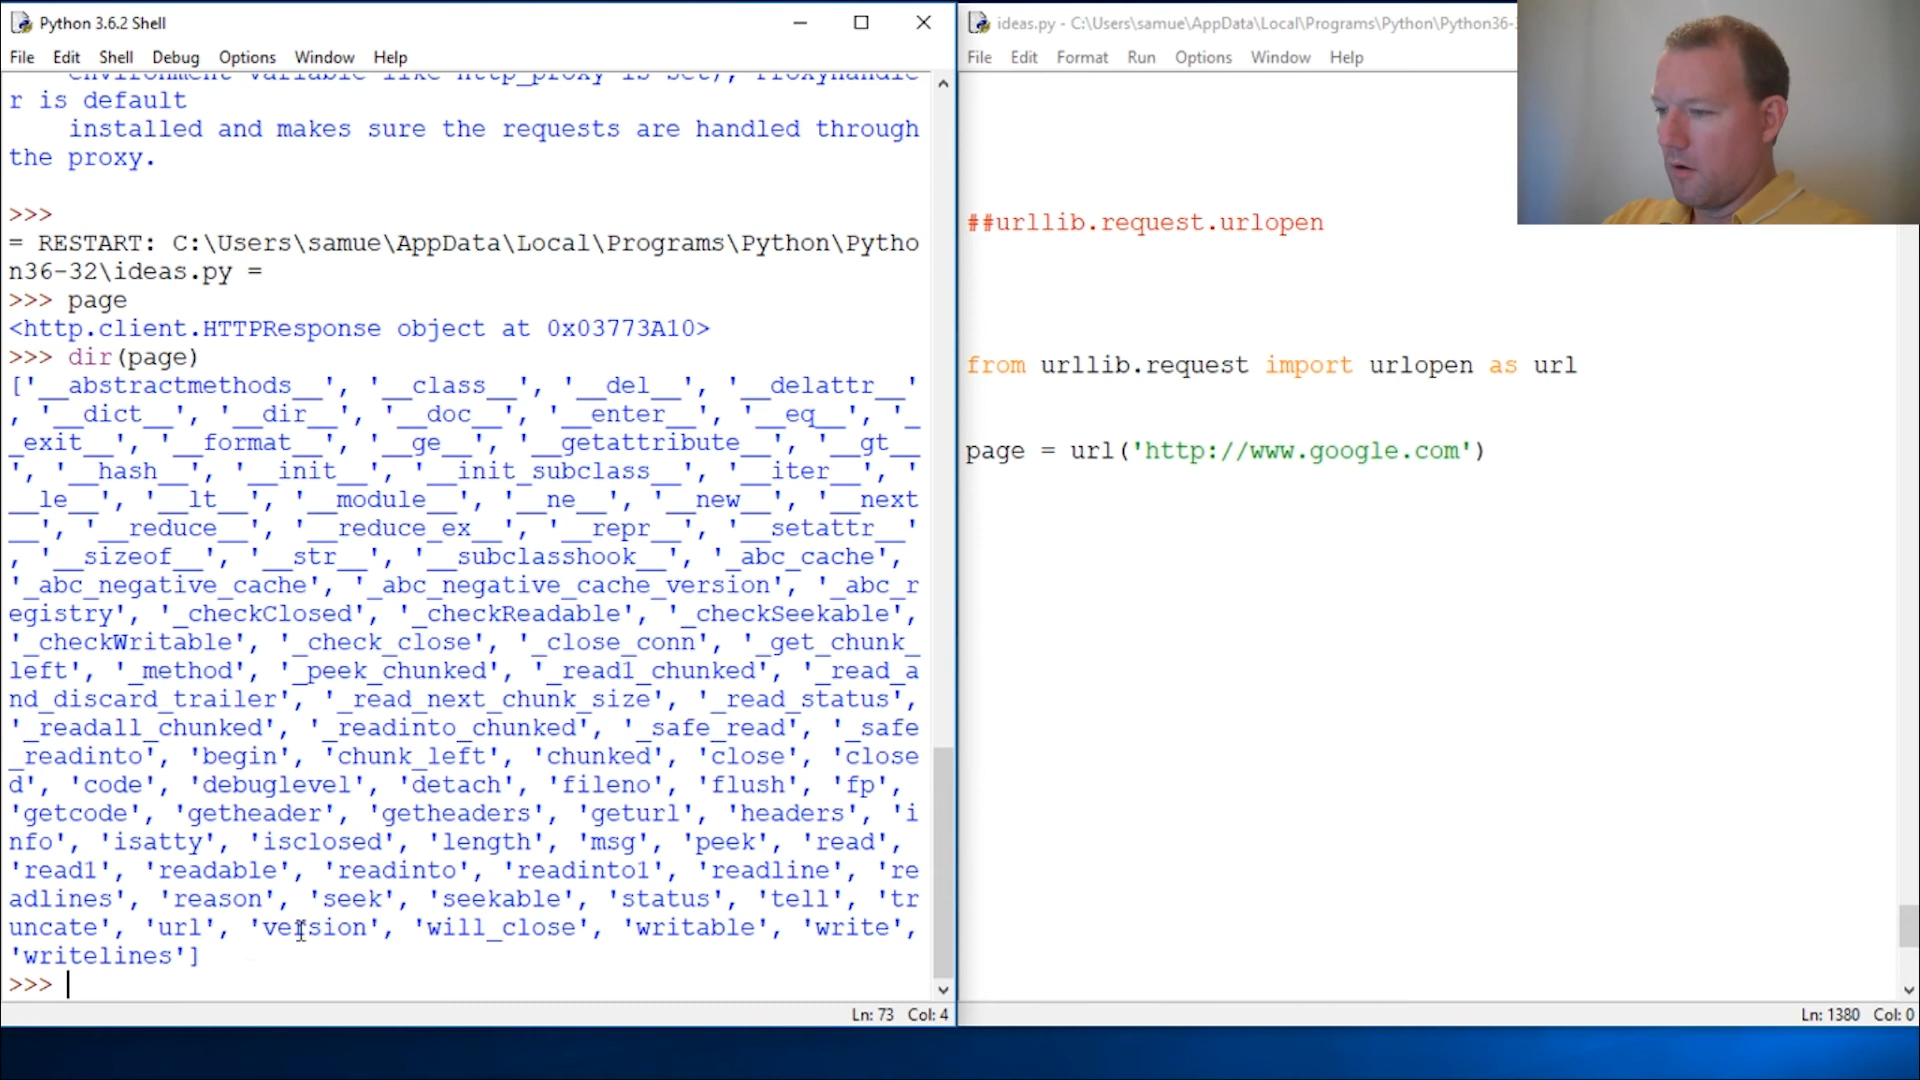 Python 3.6.2 Shell
File Edit Shell Debug Options Window Help
environment variable like http_proxy is set), ProxyHandle
r is default
installed and makes sure the requests are handled through
the proxy.
>>>
= RESTART: C:\Users\samue\AppData\Local\Programs\Python\Pytho
n36-32\ideas.py =
>>> page
<http.client.HTTPResponse object at 0x03773A10>
>>> dir(page)
['__abstractmethods__', '__class__', '__del__', '__delattr__'
, '__dict__', '__dir__', '__doc__', '__enter__', '__eq__', '_
_exit__', '__format__', '__ge__', '__getattribute__', '__gt__
', '__hash__', '__init__', '__init_subclass__', '__iter__', '
__le__', '__lt__', '__module__', '__ne__', '__new__', '__next
__', '__reduce__', '__reduce_ex__', '__repr__', '__setattr__'
, '__sizeof__', '__str__', '__subclasshook__', '_abc_cache',
'_abc_negative_cache', '_abc_negative_cache_version', '_abc_r
egistry', '_checkClosed', '_checkReadable', '_checkSeekable',
'_checkWritable', '_check_close', '_close_conn', '_get_chunk_
left', '_method', '_peek_chunked', '_read1_chunked', '_read_a
nd_discard_trailer', '_read_next_chunk_size', '_read_status',
'_readall_chunked', '_readinto_chunked', '_safe_read', '_safe
_readinto', 'begin', 'chunk_left', 'chunked', 'close', 'close
d', 'code', 'debuglevel', 'detach', 'fileno', 'flush', 'fp',
'getcode', 'getheader', 'getheaders', 'geturl', 'headers', 'i
nfo', 'isatty', 'isclosed', 'length', 'msg', 'peek', 'read',
'read1', 'readable', 'readinto', 'readinto1', 'readline', 're
adlines', 'reason', 'seek', 'seekable', 'status', 'tell', 'tr
uncate', 'url', 'version', 'will_close', 'writable', 'write',
'writelines']
>>>
Ln: 73 Col: 4
ideas.py - C:\Users\samue\AppData\Local\Programs\Python\Python36-
File Edit Format Run Options Window Help
##urllib.request.urlopen
from urllib.request import urlopen as url
page = url('http://www.google.com')
Ln: 1380 Col: 0